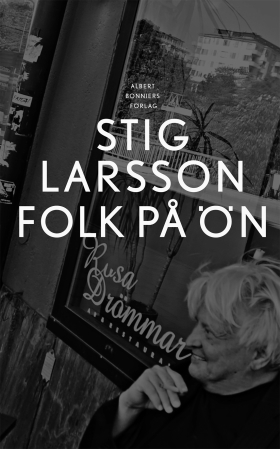 ALBERT
BONNIERS
FÖRLAG
STIG
LARSSON
FOLK PÅ ÖN
Rosa
Drömmar